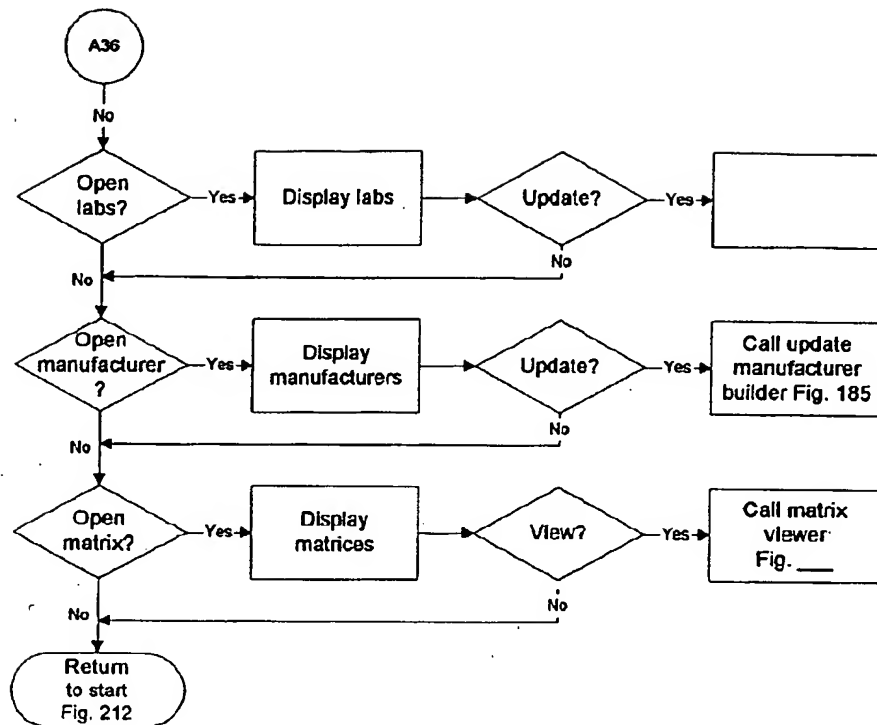 A36
No
Open
labs?
Yes
Display labs
Update?
Yes
No
No
Open
manufacturer
?
Yes
Display
manufacturers
Update?
Yes
Call update
manufacturer
builder Fig. 185
No
No
Open
matrix?
Yes
Display
matrices
View?
Yes
Call matrix
viewer
Fig. ___
No
No
Return
to start
Fig. 212